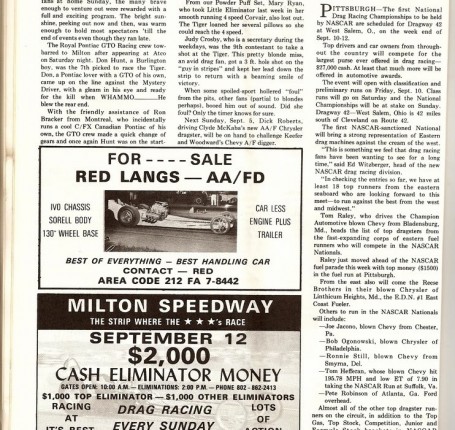 fans at home Sunday, the many brave
enough to venture out were rewarded with
a full and exciting program. The bright sun-
shine, peeking out now and then, was warm
enough to hold most spectators 'till the
end of events even though they ran late.
The Royal Pontiac GTO Racing crew tow-
barred to Milton after appearing at Atco
on Saturday night. Don Hunt, a Burlington
boy, was the 7th picked to race the Tiger.
Don, a Pontiac lover with a GTO of his own,
came up on the line against the Mystery
Driver, with a gleam in his eye and ready
for the kill when WHAMMO......He
blew the rear end.
With the friendly assistance of Ron
Bracker from Montreal, who incidentally
runs a cool C/FX Canadian Pontiac of his
own, the GTO crew made a quick change of
gears and once again Hunt was on the start-
From our Powder Puff Set, Mary Ryan,
who took Little Eliminator last week in her
smooth running 4 speed Corvair, also lost out.
The Tiger loaned her several pillows so she
could reach the 4 speed.
Judy Crosby, who is a secretary during the
weekdays, was the 5th contestant to take a
shot at the Tiger. This pretty blonde miss,
an avid drag fan, got a 3 ft. hole shot on the
"guy in stripes" and kept her lead down the
strip to return with a beaming smile of
victory.
When some spoiled-sport hollered "foul"
from the pits, other fans (partial to blondes
perhaps), booed him out of sound. Did she
foul? Only the timer knows for sure.
Next Sunday, Sept. 5, Dick Roberts,
driving Clyde McKale's new AA/F Chrysler
dragster, will be on hand to challenge Keeler
and Woodward's Chevy A/F digger.
FOR - - - - SALE
RED LANGS — AA/FD
IVO CHASSIS
SORELL BODY
130" WHEEL BASE
CAR LESS
ENGINE PLUS
TRAILER
BEST OF EVERYTHING – BEST HANDLING CAR
CONTACT – RED
AREA CODE 212 FA 7-8442
MILTON SPEEDWAY
THE STRIP WHERE THE ★ ★ ★'s RACE
SEPTEMBER 12
$2,000
CASH ELIMINATOR MONEY
GATES OPEN: 10:00 A.M.—ELIMINATIONS: 2:00 P.M.—PHONE 802-862-2413
$1,000 TOP ELIMINATOR—$1,000 OTHER ELIMINATORS
RACING
AT
IT'S BEST
DRAG RACING
EVERY SUNDAY
LOTS
OF
ACTION
PITTSBURGH—The first National
Drag Racing Championships to be held
by NASCAR are scheduled for Dragway 42
at West Salem, O., on the week end of
Sept. 10-12.
Top drivers and car owners from through-
out the country will compete for the
largest purse ever offered in drag racing—
$27,000 cash. At least that much more will be
offered in automotive awards.
The event will open with classification and
preliminary runs on Friday, Sept. 10. Class
runs will go on Saturday and the National
Championships will be at stake on Sunday.
Dragway 42—West Salem, Ohio is 42 miles
south of Cleveland on Route 42.
The first NASCAR-sanctioned National
will bring a strong representation of Eastern
drag machines against the cream of the west.
"This is something we feel that drag racing
fans have been wanting to see for a long
time," said Ed Witzberger, head of the new
NASCAR drag racing division.
"In checking the entries so far, we have at
least 18 top runners from the eastern
seaboard who are looking forward to this
meet—to run against the best from the west
and midwest."
Tom Raley, who drives the Champion
Automotive blown Chevy from Bladensburg,
Md., heads the list of top dragsters from
the fast-expanding corps of eastern fuel
runners who will compete in the NASCAR
Nationals.
Raley just moved ahead of the NASCAR
fuel parade this week with top money ($1500)
in the fuel run at Pittsburgh.
From the east also will come the Reese
Brothers in their blown Chrysler of
Linthicum Heights, Md., the E.D.N. #1 East
Coast Fueler.
Others to run in the NASCAR Nationals
will include:
—Joe Jacono, blown Chevy from Chester,
Pa.
—Bob Ogonowski, blown Chrysler of
Philadelphia.
—Ronnie Still, blown Chevy from
Smyrna, Del.
—Tom Heffetan, whose blown Chevy hit
195.78 MPH and low ET of 7.90 in
taking the NASCAR Run at Suffolk, Va.
—Pete Robinson of Atlanta, Ga. Ford
overhead.
Almost all of the other top dragster run-
ners on the circuit, in addition to the Top
Gas, Top Stock, Competition, Junior and